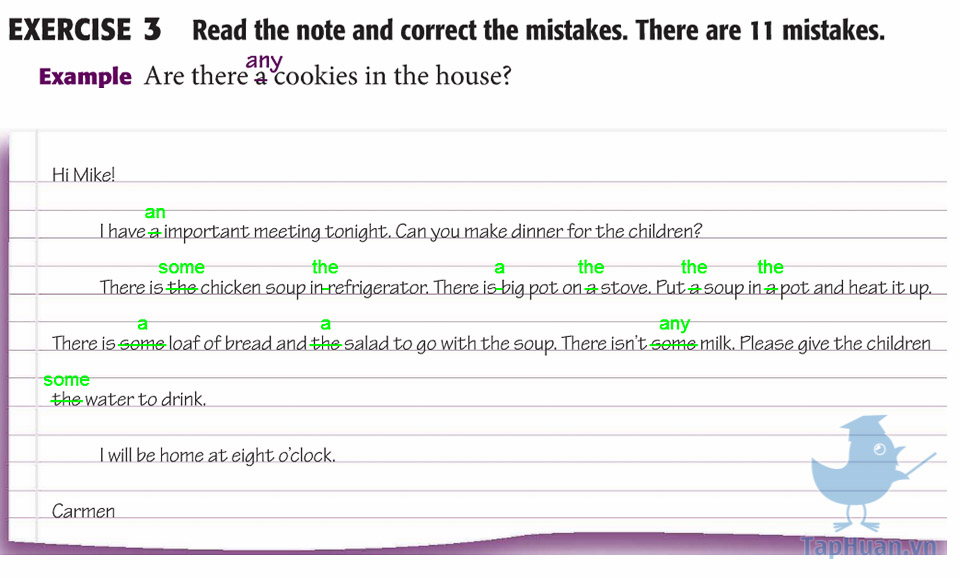 EXERCISE 3 Read the note and correct the mistakes. There are 11 mistakes.
any
Example Are there a cookies in the house?
Hi Mike!
an
I have a important meeting tonight. Can you make dinner for the children?
some the a the the the
There is the chicken soup in refrigerator. There is big pot on a stove. Put a soup in a pot and heat it up.
a a any
There is some loaf of bread and the salad to go with the soup. There isn't some milk. Please give the children
some
the water to drink.
I will be home at eight o'clock.
Carmen
TapHuan.vn